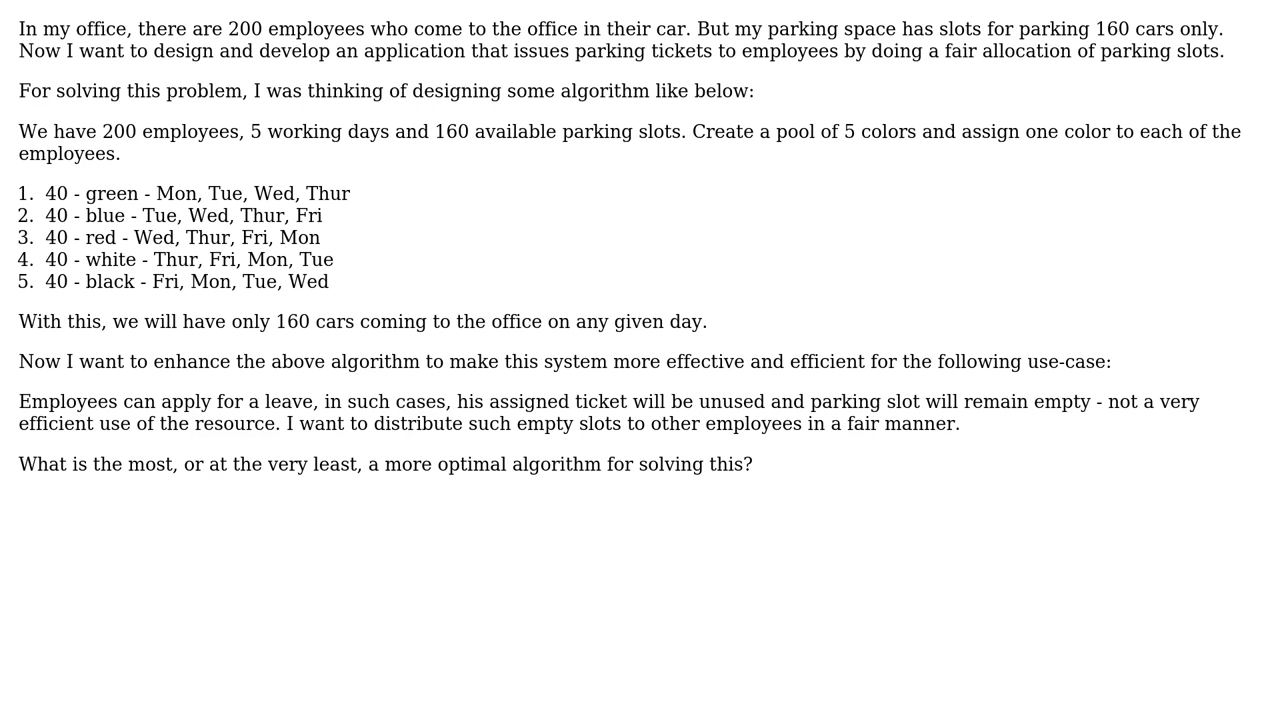 In my office, there are 200 employees who come to the office in their car. But my parking space has slots for parking 160 cars only.
Now I want to design and develop an application that issues parking tickets to employees by doing a fair allocation of parking slots.
For solving this problem, I was thinking of designing some algorithm like below:
We have 200 employees, 5 working days and 160 available parking slots. Create a pool of 5 colors and assign one color to each of the
employees.
1. 40 - green - Mon, Tue, Wed, Thur
2. 40 - blue - Tue, Wed, Thur, Fri
3. 40 - red - Wed, Thur, Fri, Mon
4. 40 - white - Thur, Fri, Mon, Tue
5. 40 - black - Fri, Mon, Tue, Wed
With this, we will have only 160 cars coming to the office on any given day.
Now I want to enhance the above algorithm to make this system more effective and efficient for the following use-case:
Employees can apply for a leave, in such cases, his assigned ticket will be unused and parking slot will remain empty - not a very
efficient use of the resource. I want to distribute such empty slots to other employees in a fair manner.
What is the most, or at the very least, a more optimal algorithm for solving this?